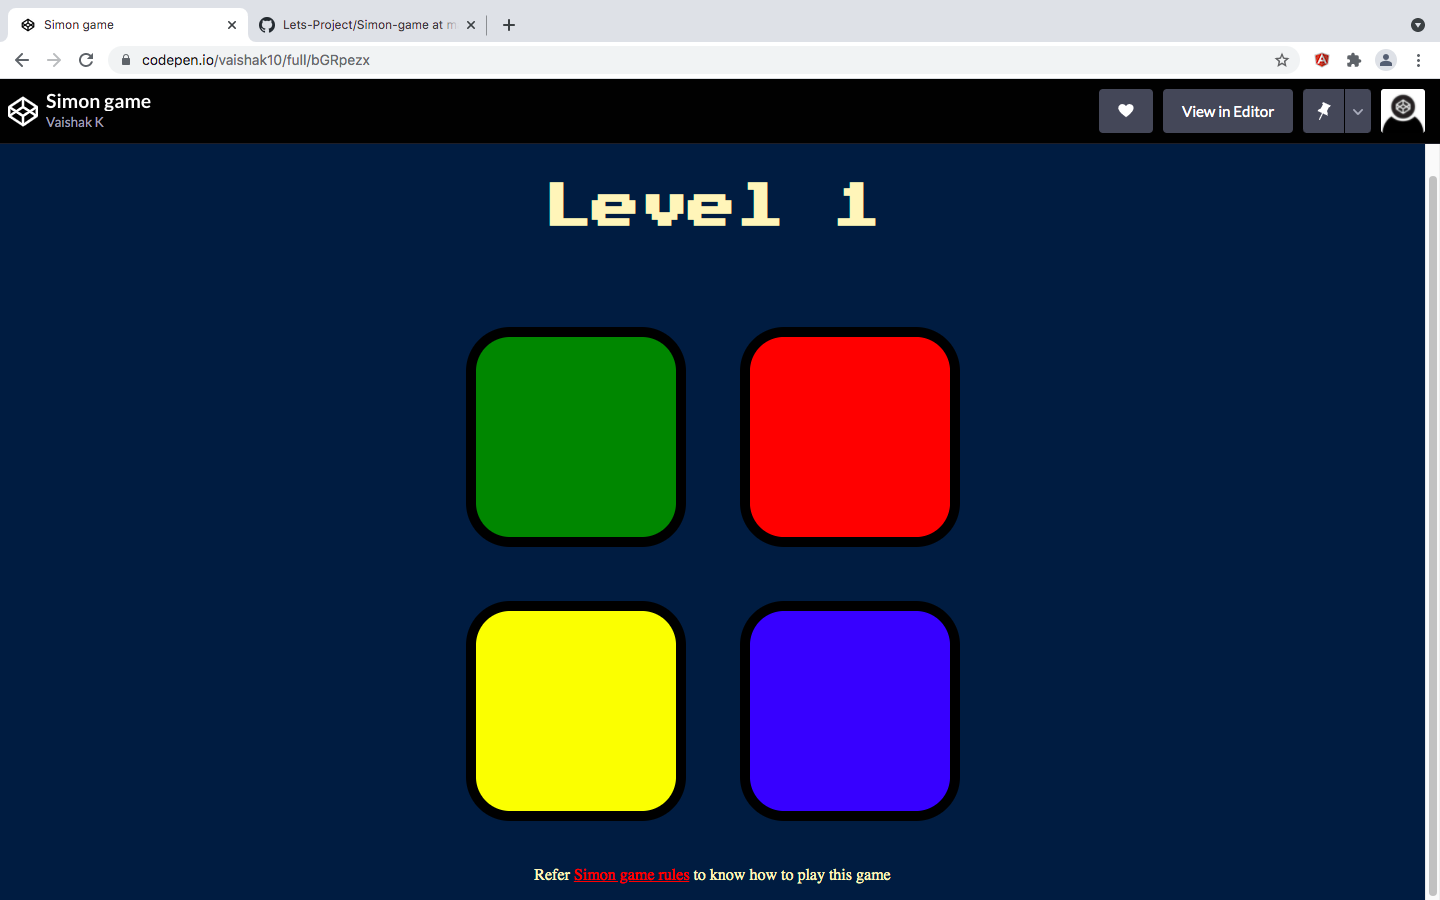 Simon game
Lets-Project/Simon-game at m
codepen.io/vaishak10/full/bGRpezx
Simon game
Vaishak K
View in Editor
Level 1
Refer Simon game rules to know how to play this game